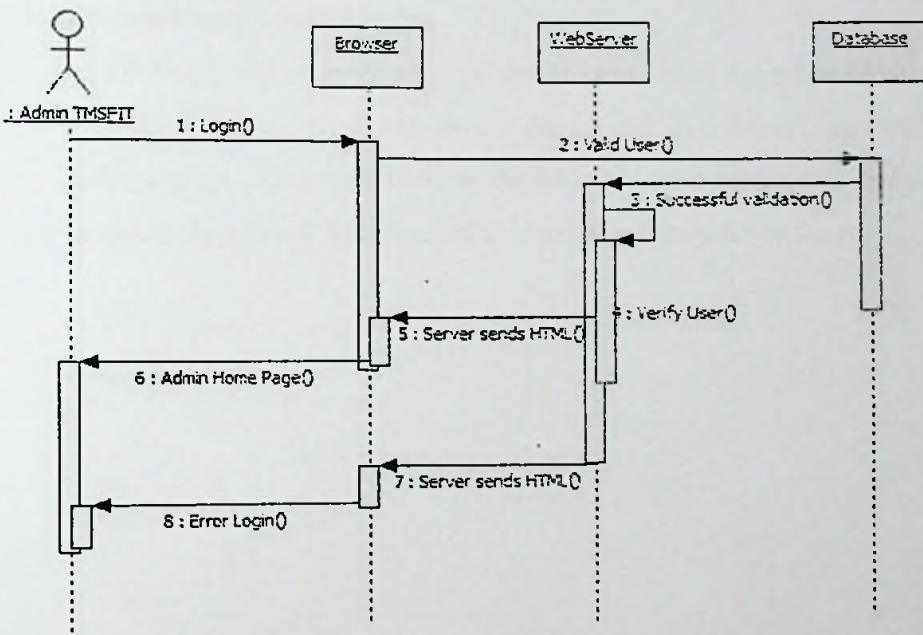 Browser
WebServer
Database
: Admin TMSFIT
1 : Login()
2 : Valid User()
3 : Successful validation()
4 : Verify User()
5 : Server sends HTML()
6 : Admin Home Page()
7 : Server sends HTML()
8 : Error Login()